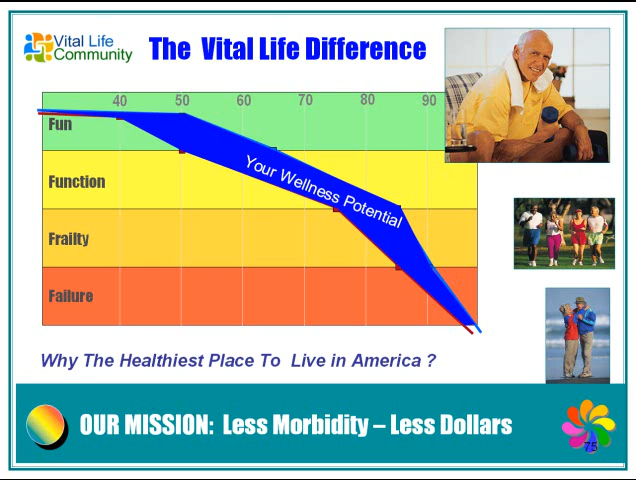 Vital Life
Community
The Vital Life Difference
40 50 60 70 80 90
Fun
Function
Frailty
Failure
Your Wellness Potential
Why The Healthiest Place To Live in America ?
OUR MISSION: Less Morbidity – Less Dollars
75